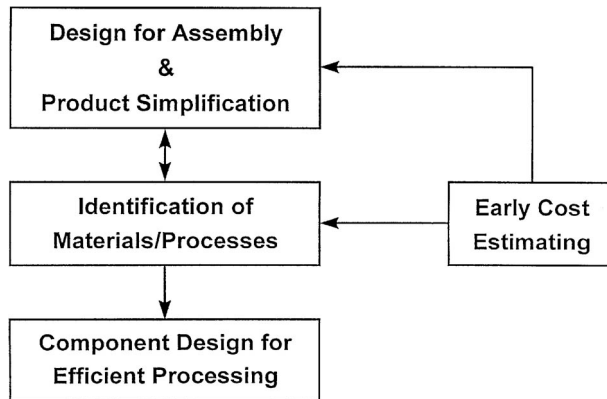 Design for Assembly
&
Product Simplification
Identification of
Materials/Processes
Early Cost
Estimating
Component Design for
Efficient Processing